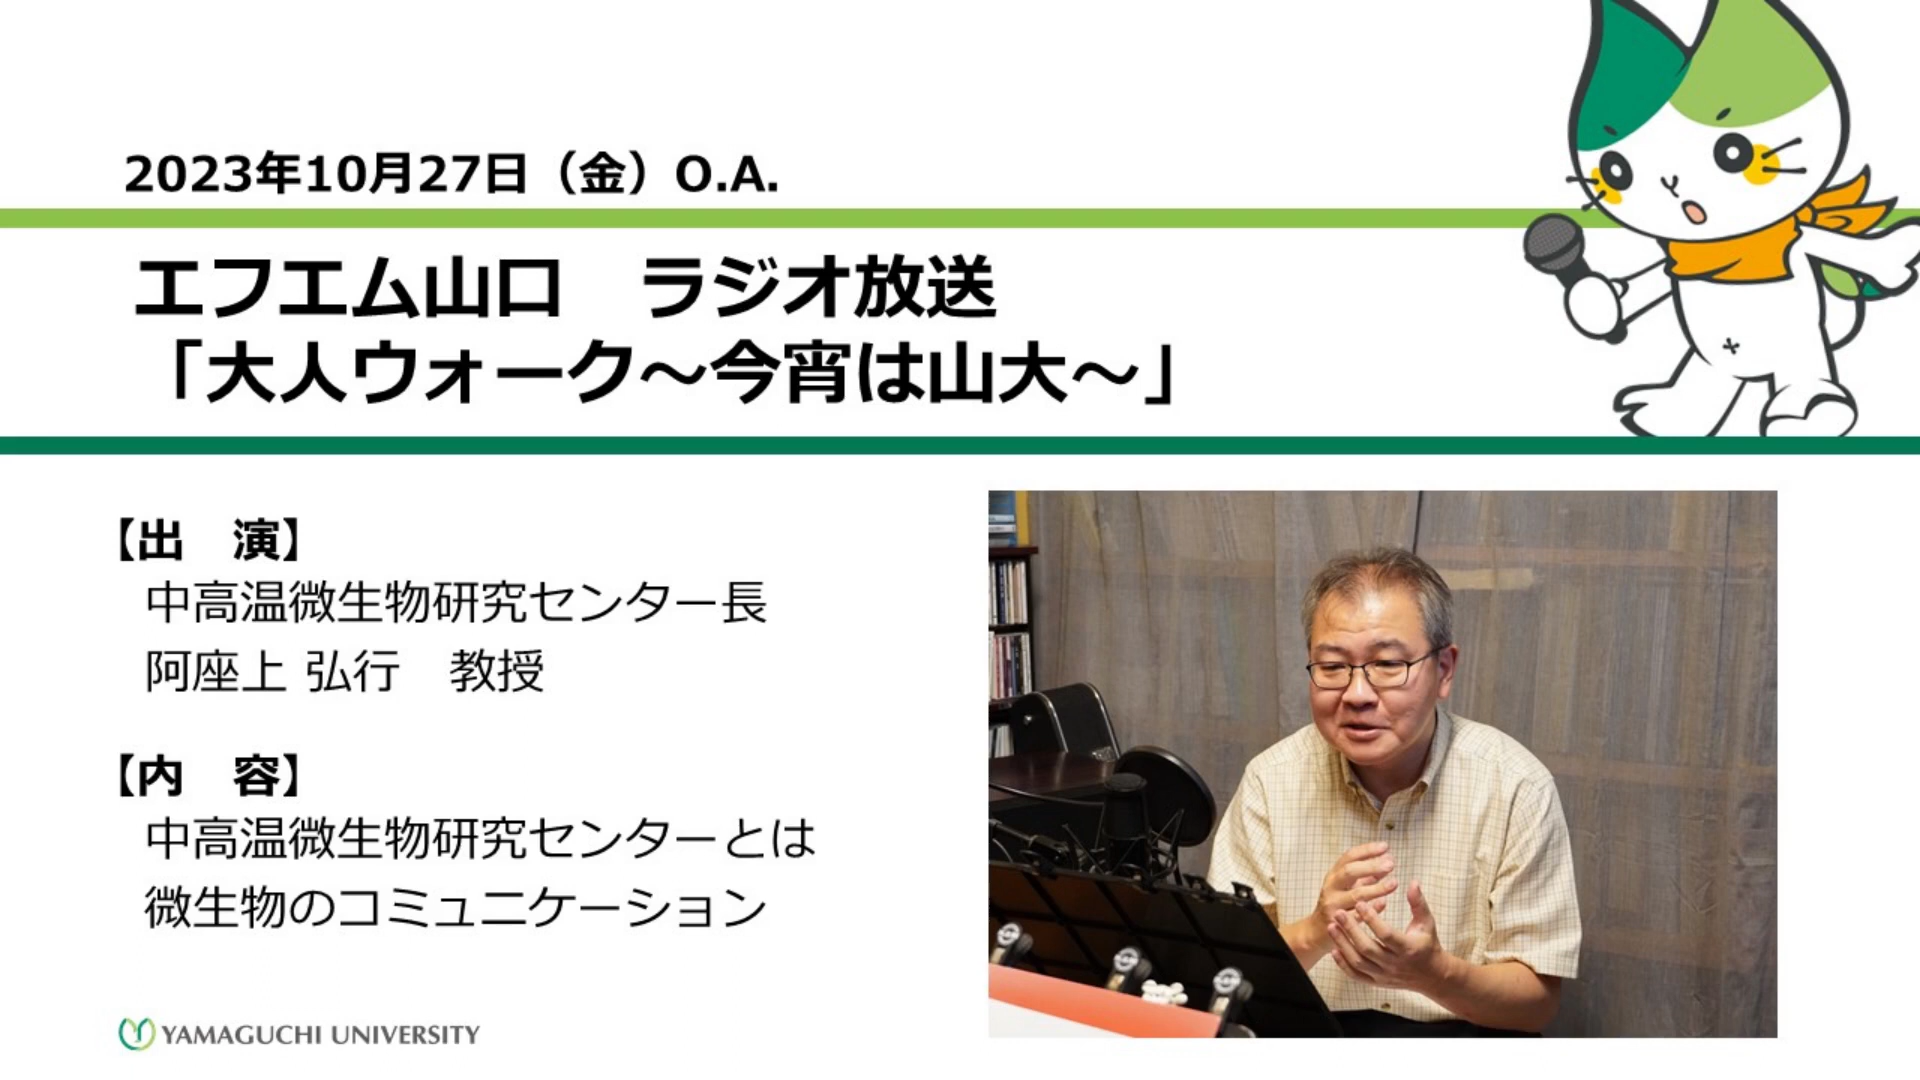 2023年10月27日（金）O.A.
エフエム山口　ラジオ放送
「大人ウォーク～今宵は山大～」
【出　演】
中高温微生物研究センター長
阿座上 弘行　教授
【内　容】
中高温微生物研究センターとは
微生物のコミュニケーション
YAMAGUCHI UNIVERSITY